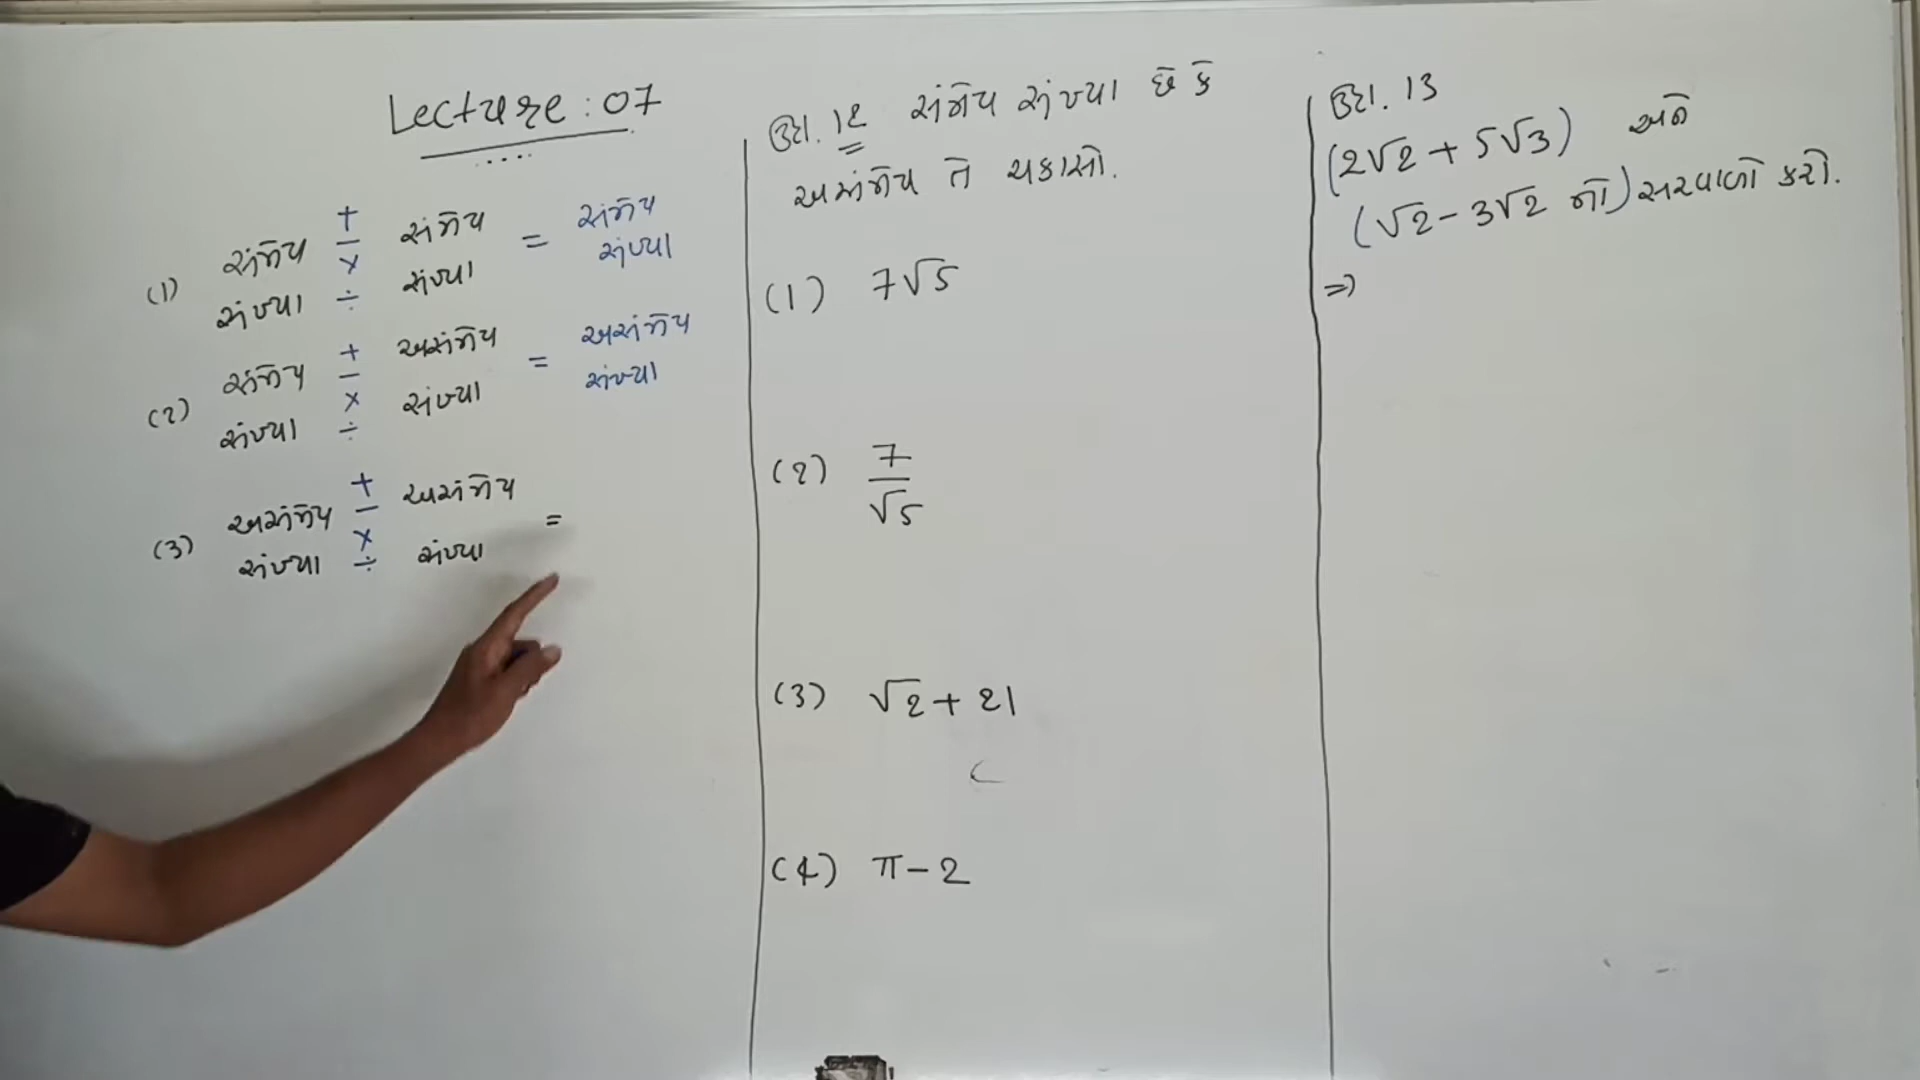 Lecture : 07
(1) સંમેય + - × ÷ સંમેય = સંમેય
સંખ્યા સંખ્યા સંખ્યા
(2) સંમેય + - × ÷ અસંમેય = અસંમેય
સંખ્યા સંખ્યા સંખ્યા
(3) અસંમેય + - × ÷ અસંમેય =
સંખ્યા સંખ્યા
ઉદા. 12 સંમેય સંખ્યા છે કે
અસંમેય તે ચકાસો.
(1) 7√5
(2) 7/√5
(3) √2 + 21
(4) π - 2
ઉદા. 13
(2√2 + 5√3) અને
(√2 - 3√2 નો) સરવાળો કરો.
⇒